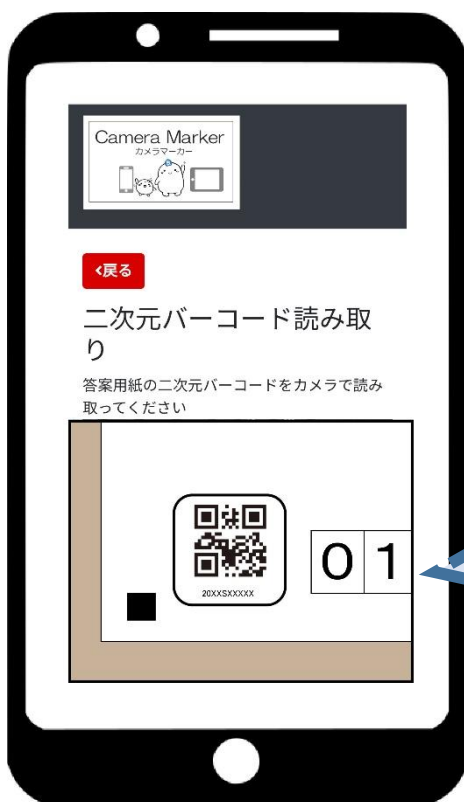 Camera Marker
カメラマーカー
<戻る
二次元バーコード読み取
り
答案用紙の二次元バーコードをカメラで読み
取ってください
20XXSXXXXX
01